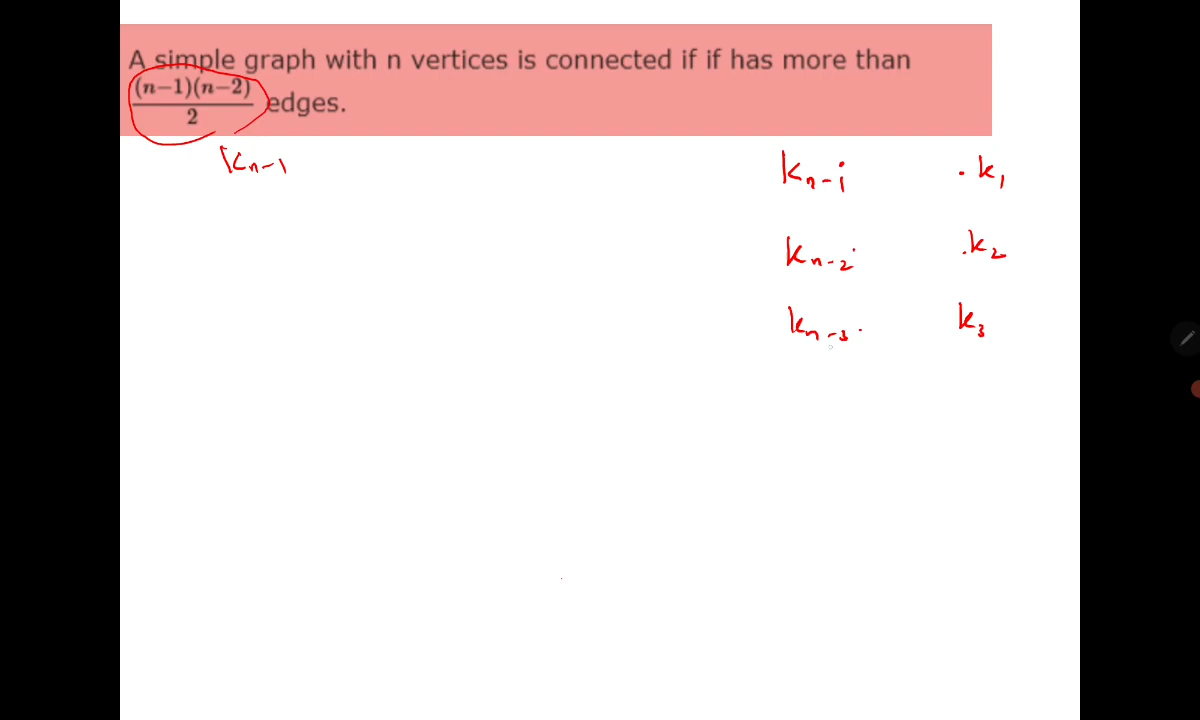 A simple graph with n vertices is connected if if has more than
(n−1)(n−2)/2 edges.
Kn-1
Kn-1 . K1
Kn-2 . K2
Kn-3 . K3